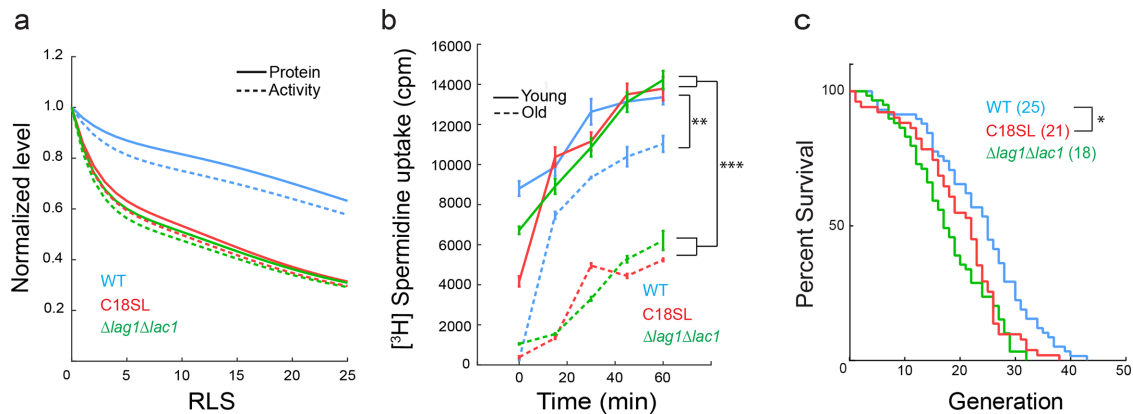 a
Normalized level
1.2
1.0
0.8
0.6
0.4
0.2
0
5
10
15
20
25
RLS
Protein
Activity
WT
C18SL
Δlag1Δlac1
b
[³H] Spermidine uptake (cpm)
16000
14000
12000
10000
8000
6000
4000
2000
0
0
20
40
60
Time (min)
Young
Old
**
***
WT
C18SL
Δlag1Δlac1
c
Percent Survival
100
50
0
10
20
30
40
50
Generation
WT (25)
C18SL (21)
Δlag1Δlac1 (18)
*